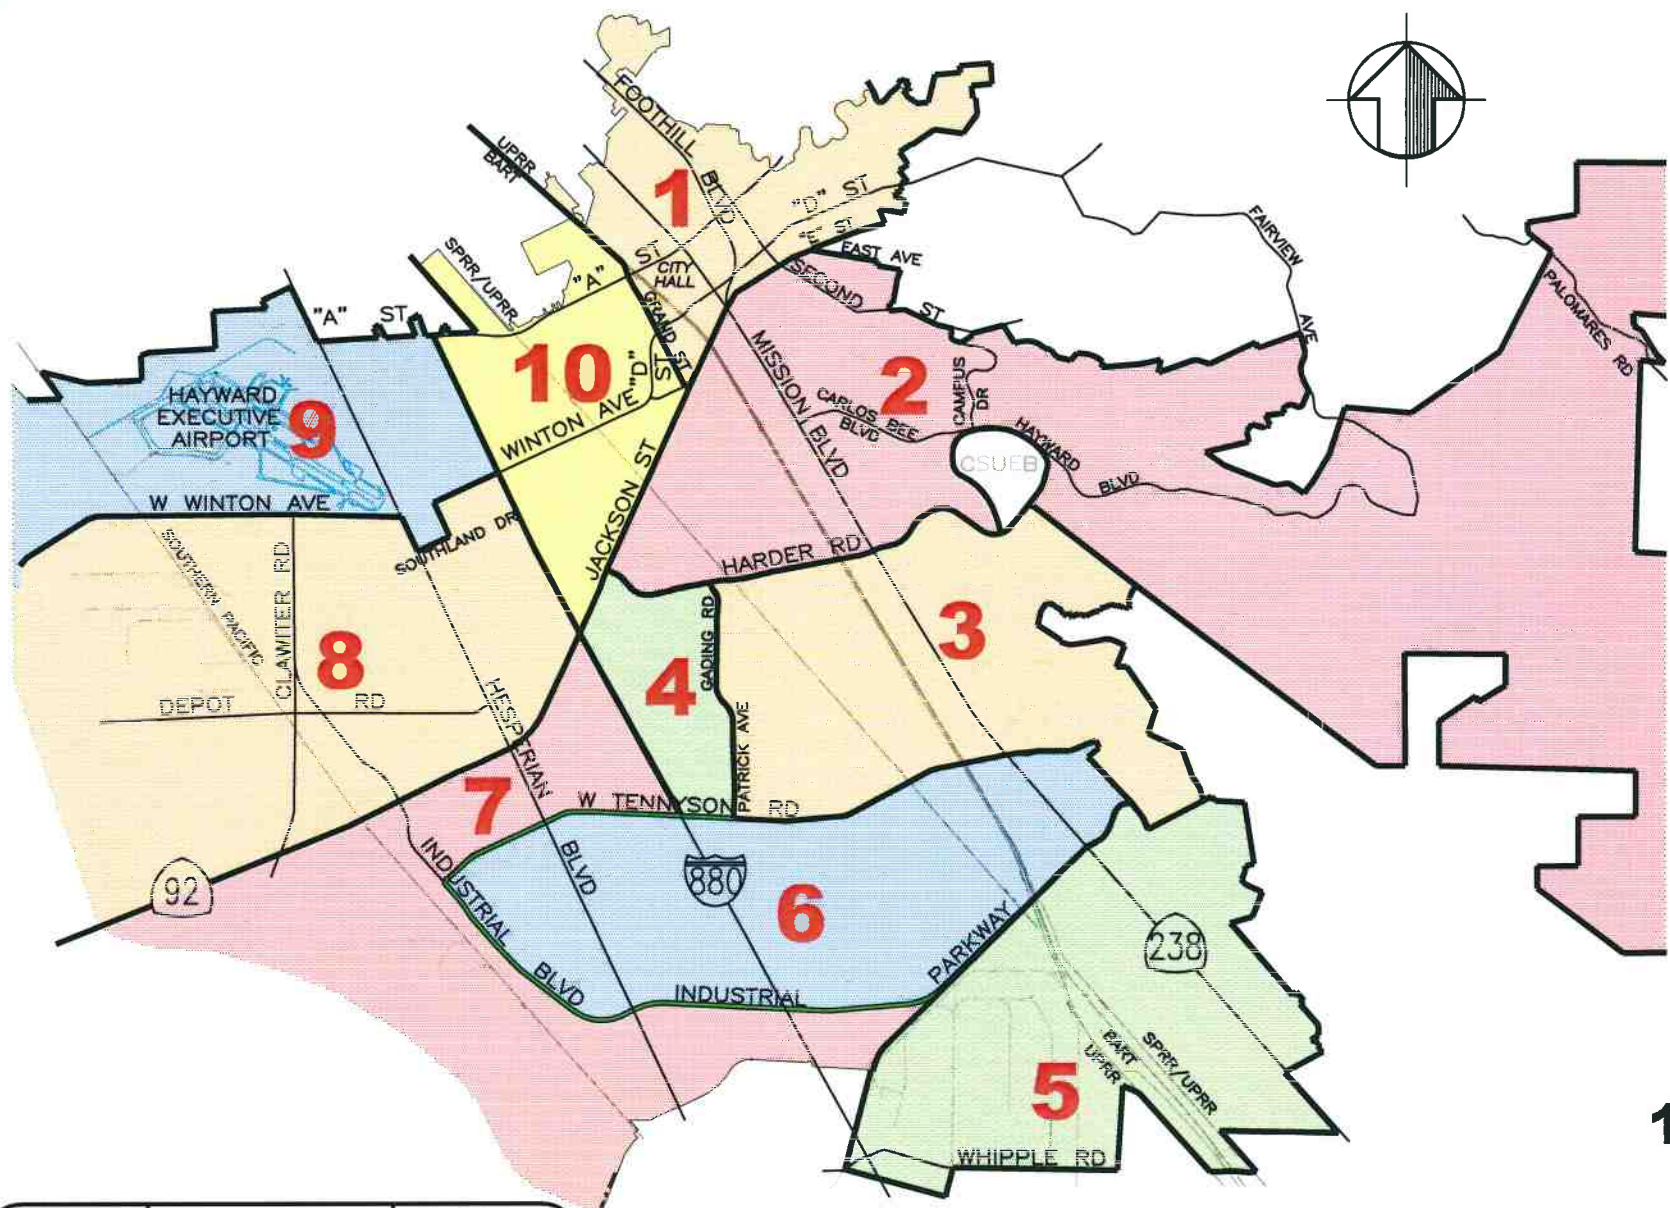 FOOTHILL
BLVD
UPRR
BART
1
"D" ST
"E" ST
FAIRVIEW
AVE
EAST AVE
SPRR/UPRR
"A" ST
CITY
HALL
SECOND
ST
PALOMARES RD
"A" ST
GRAND ST
10
"D"
ST
MISSION BLVD
2
CAMPUS
DR
CARLOS BEE
BLVD
HAYWARD
BLVD
HAYWARD
EXECUTIVE
AIRPORT
9
WINTON AVE
CSUEB
W WINTON AVE
SOUTHLAND DR
JACKSON ST
HARDER RD
SOUTHERN PACIFIC
CLAWITER RD
8
GADING RD
3
4
DEPOT RD
HESPERIAN
BLVD
PATRICK AVE
7
W TENNYSON RD
INDUSTRIAL
BLVD
92
880
6
PARKWAY
238
INDUSTRIAL
BART
UPRR
SPRR/UPRR
5
1
WHIPPLE RD